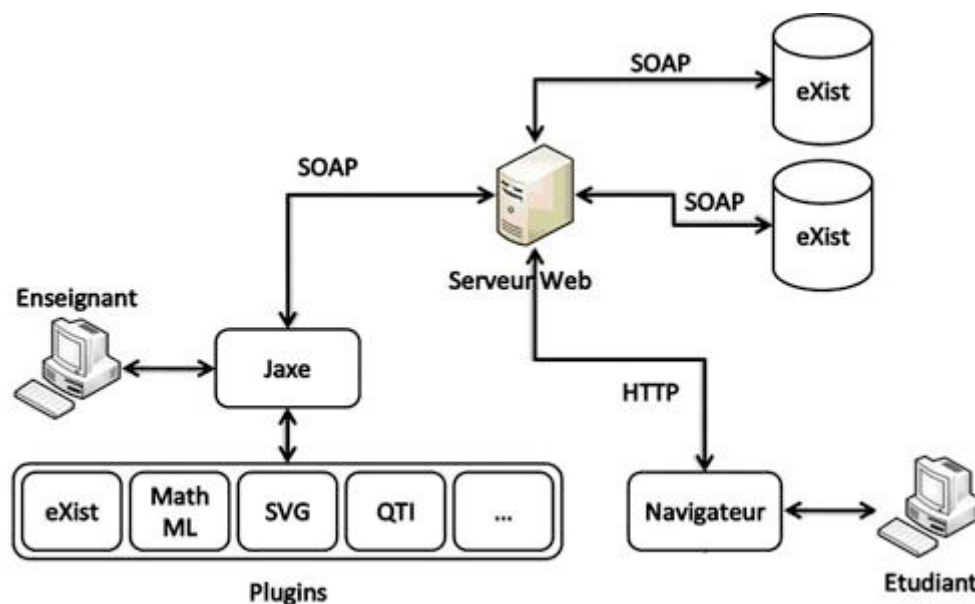 SOAP
eXist
SOAP
SOAP
eXist
Serveur Web
Enseignant
Jaxe
HTTP
eXist
Math
ML
SVG
QTI
...
Navigateur
Plugins
Etudiant